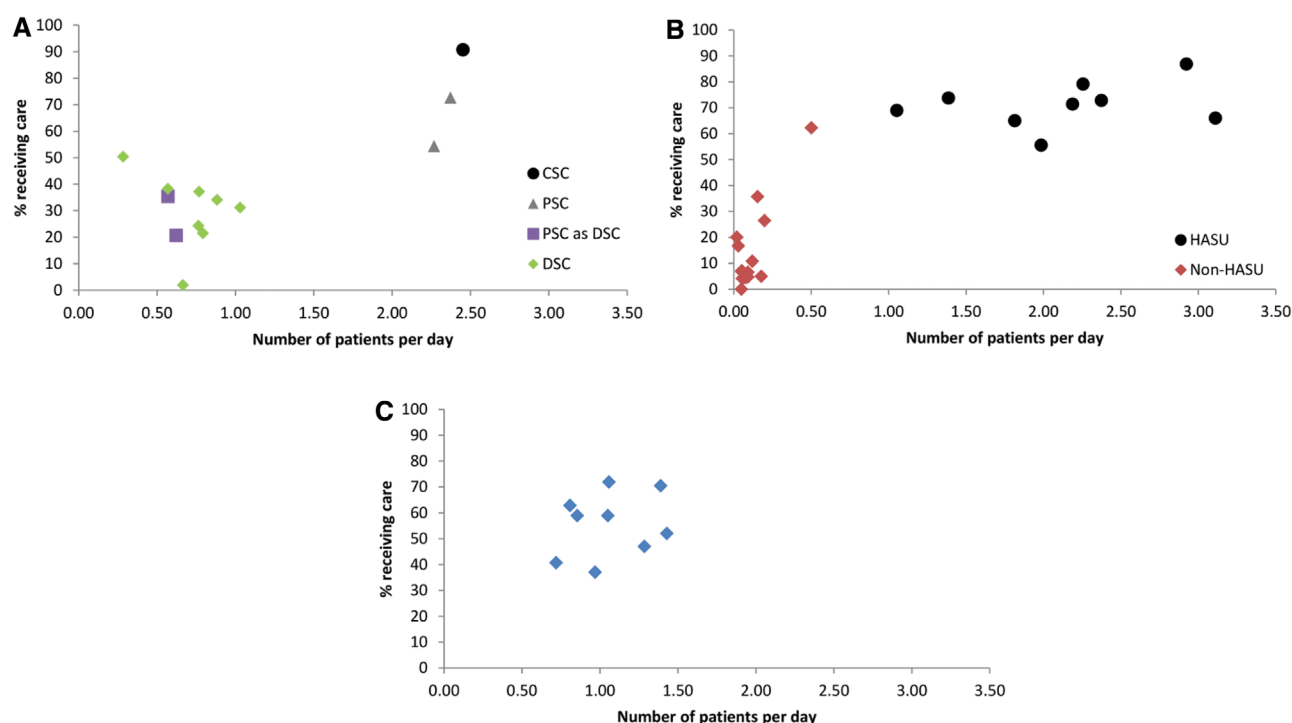 A
% receiving care
100
90
80
70
60
50
40
30
20
10
0
CSC
PSC
PSC as DSC
DSC
0.00 0.50 1.00 1.50 2.00 2.50 3.00 3.50
Number of patients per day
B
% receiving care
100
90
80
70
60
50
40
30
20
10
0
HASU
Non-HASU
0.00 0.50 1.00 1.50 2.00 2.50 3.00 3.50
Number of patients per day
C
% receiving care
100
90
80
70
60
50
40
30
20
10
0
0.00 0.50 1.00 1.50 2.00 2.50 3.00 3.50
Number of patients per day